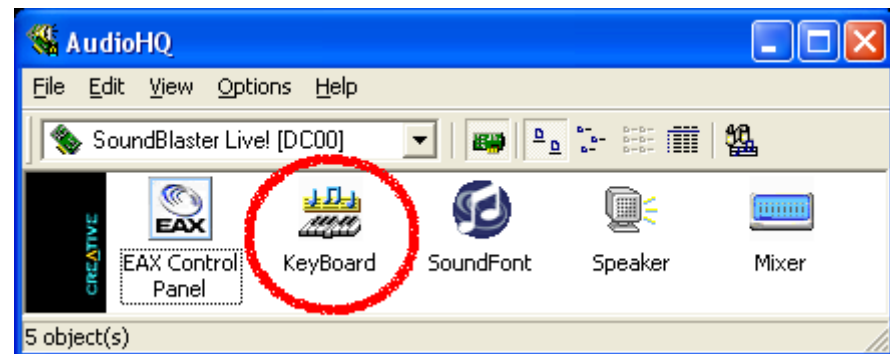 AudioHQ
File Edit View Options Help
SoundBlaster Live! [DC00]
CREATIVE
EAX
EAX Control Panel
KeyBoard
SoundFont
Speaker
Mixer
5 object(s)